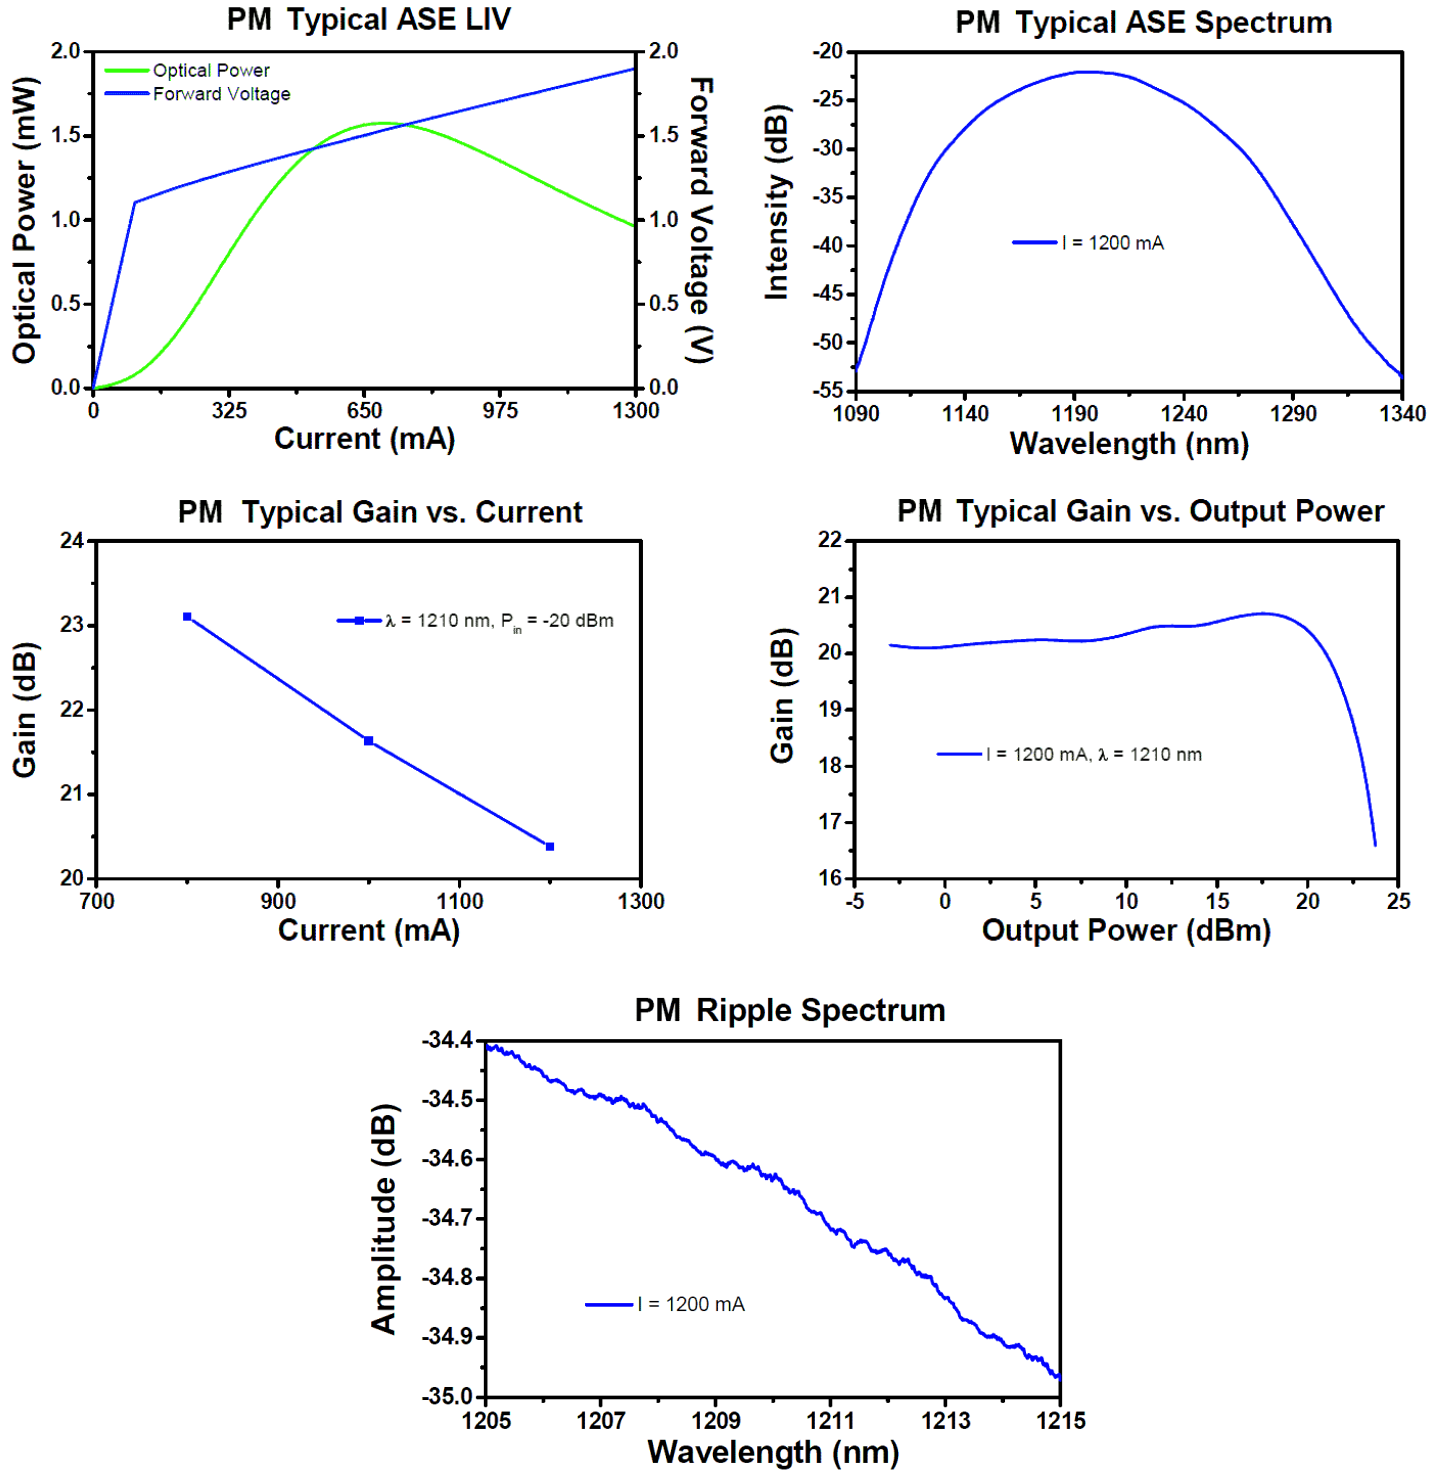 PM Typical ASE LIV
2.0
1.5
1.0
0.5
0.0
Optical Power (mW)
Optical Power
Forward Voltage
2.0
1.5
1.0
0.5
0.0
Forward Voltage (V)
0 325 650 975 1300
Current (mA)
PM Typical ASE Spectrum
-20
-25
-30
-35
-40
-45
-50
-55
Intensity (dB)
I = 1200 mA
1090 1140 1190 1240 1290 1340
Wavelength (nm)
PM Typical Gain vs. Current
24
23
22
21
20
Gain (dB)
λ = 1210 nm, Pin = -20 dBm
700 900 1100 1300
Current (mA)
PM Typical Gain vs. Output Power
22
21
20
19
18
17
16
Gain (dB)
I = 1200 mA, λ = 1210 nm
-5 0 5 10 15 20 25
Output Power (dBm)
PM Ripple Spectrum
-34.4
-34.5
-34.6
-34.7
-34.8
-34.9
-35.0
Amplitude (dB)
I = 1200 mA
1205 1207 1209 1211 1213 1215
Wavelength (nm)